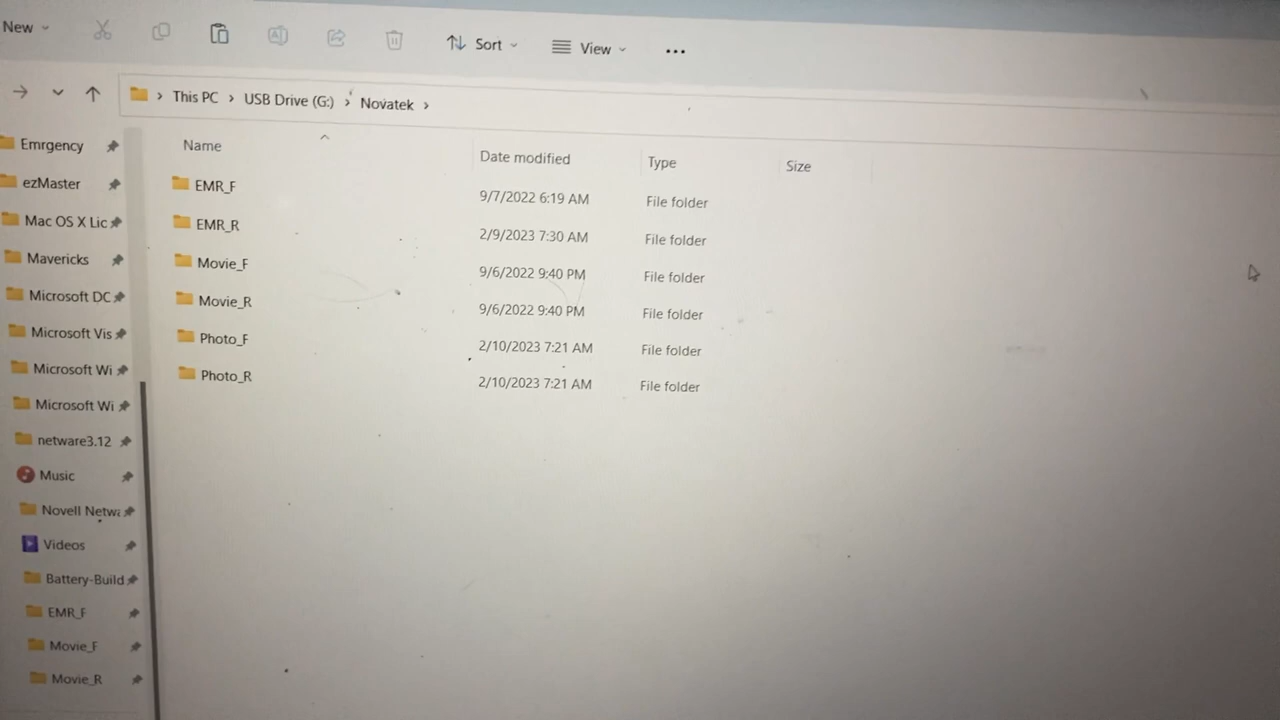 New
Sort
View
This PC > USB Drive (G:) > Novatek >
Name Date modified Type Size
EMR_F 9/7/2022 6:19 AM File folder
EMR_R 2/9/2023 7:30 AM File folder
Movie_F 9/6/2022 9:40 PM File folder
Movie_R 9/6/2022 9:40 PM File folder
Photo_F 2/10/2023 7:21 AM File folder
Photo_R 2/10/2023 7:21 AM File folder
Emrgency
ezMaster
Mac OS X Lic
Mavericks
Microsoft DC
Microsoft Vis
Microsoft Wi
Microsoft Wi
netware3.12
Music
Novell Netwa
Videos
Battery-Build
EMR_F
Movie_F
Movie_R